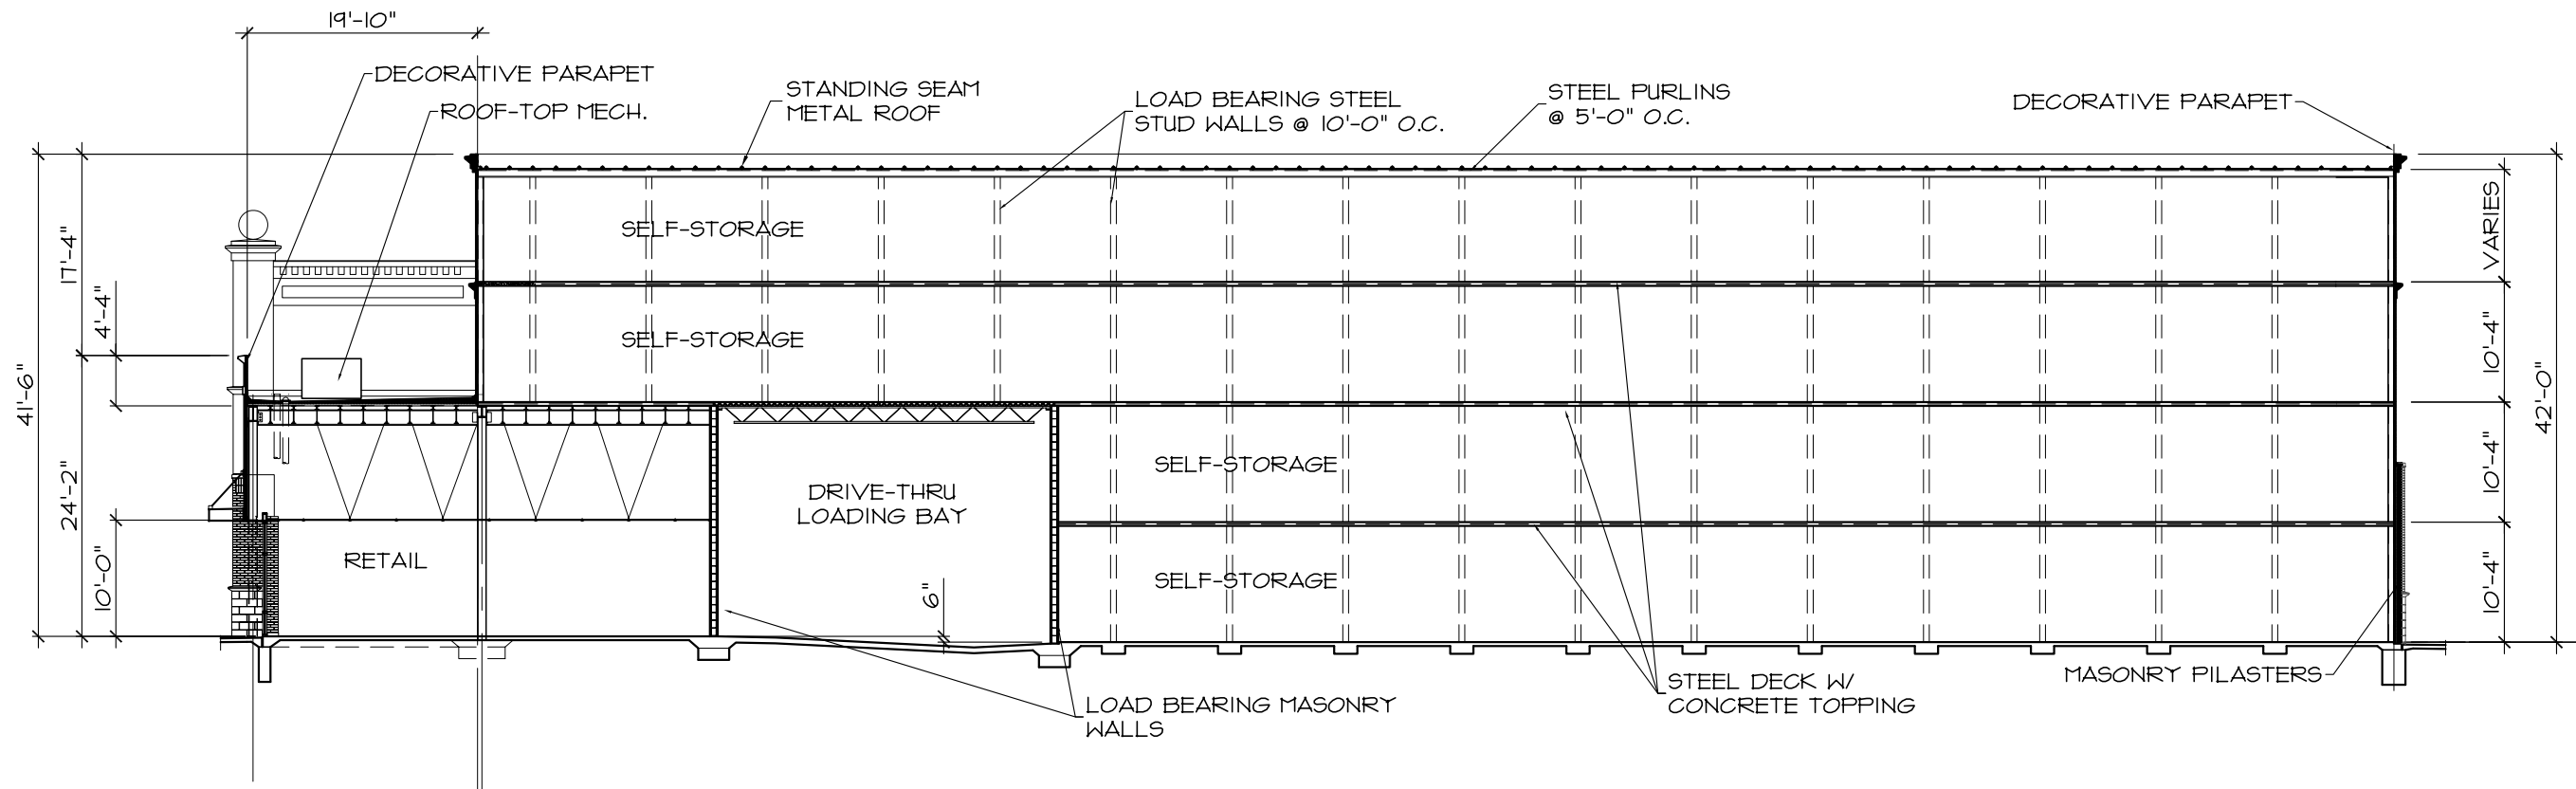 19'-10"
DECORATIVE PARAPET
ROOF-TOP MECH.
STANDING SEAM
METAL ROOF
LOAD BEARING STEEL
STUD WALLS @ 10'-0" O.C.
STEEL PURLINS
@ 5'-0" O.C.
DECORATIVE PARAPET
41'-6"
17'-4"
24'-2"
4'-4"
10'-0"
SELF-STORAGE
SELF-STORAGE
SELF-STORAGE
SELF-STORAGE
DRIVE-THRU
LOADING BAY
RETAIL
6"
VARIES
10'-4"
10'-4"
10'-4"
42'-0"
MASONRY PILASTERS
STEEL DECK W/
CONCRETE TOPPING
LOAD BEARING MASONRY
WALLS